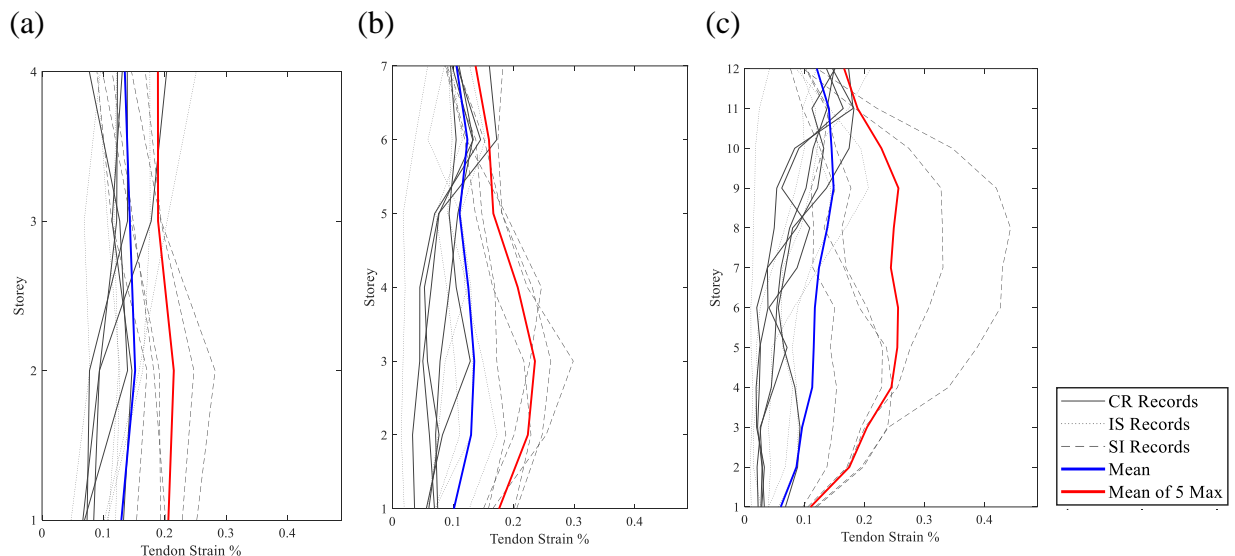 (a)
(b)
(c)
4
3
2
1
Storey
0.1
0.2
0.3
0.4
Tendon Strain %
7
6
5
4
3
2
1
Storey
0
0.1
0.2
0.3
0.4
Tendon Strain %
12
11
10
9
8
7
6
5
4
3
2
1
Storey
0
0.1
0.2
0.3
0.4
Tendon Strain %
CR Records
IS Records
SI Records
Mean
Mean of 5 Max